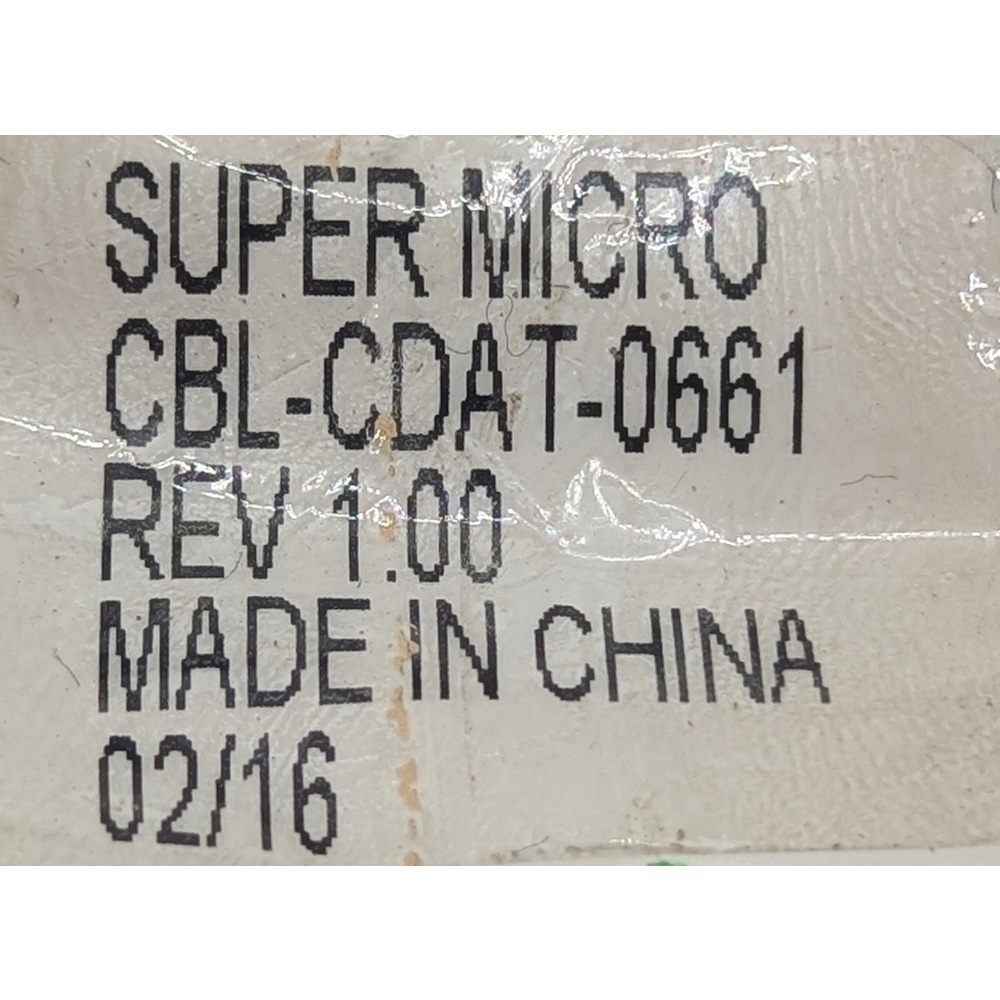 SUPER MICRO
CBL-CDAT-0661
REV 1.00
MADE IN CHINA
02/16